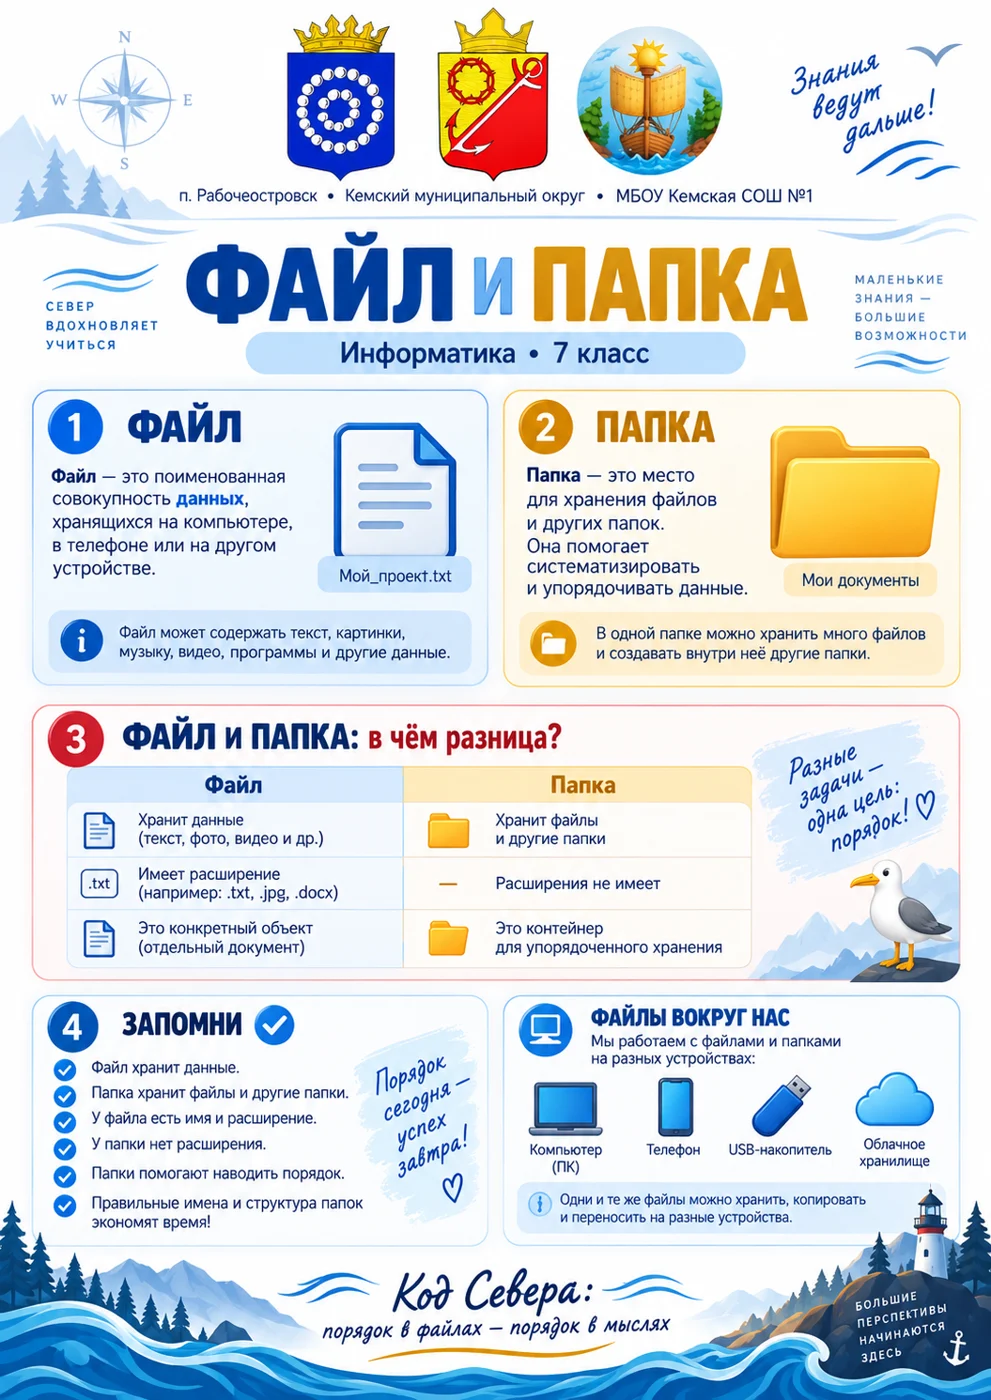 N
W
E
S
Знания
ведут
дальше!
п. Рабочеостровск • Кемский муниципальный округ • МБОУ Кемская СОШ №1
СЕВЕР
ВДОХНОВЛЯЕТ
УЧИТЬСЯ
ФАЙЛ И ПАПКА
Информатика • 7 класс
МАЛЕНЬКИЕ
ЗНАНИЯ —
БОЛЬШИЕ
ВОЗМОЖНОСТИ
1 ФАЙЛ
Файл — это поименованная
совокупность данных,
хранящихся на компьютере,
в телефоне или на другом
устройстве.
Мой_проект.txt
i
Файл может содержать текст, картинки,
музыку, видео, программы и другие данные.
2 ПАПКА
Папка — это место
для хранения файлов
и других папок.
Она помогает
систематизировать
и упорядочивать данные.
Мои документы
В одной папке можно хранить много файлов
и создавать внутри неё другие папки.
3 ФАЙЛ и ПАПКА: в чём разница?
Файл
Папка
Хранит данные
(текст, фото, видео и др.)
Хранит файлы
и другие папки
.txt
Имеет расширение
(например: .txt, .jpg, .docx)
— Расширения не имеет
Это конкретный объект
(отдельный документ)
Это контейнер
для упорядоченного хранения
Разные
задачи —
одна цель:
порядок!
4 ЗАПОМНИ
Файл хранит данные.
Папка хранит файлы и другие папки.
У файла есть имя и расширение.
У папки нет расширения.
Папки помогают наводить порядок.
Правильные имена и структура папок
экономят время!
Порядок
сегодня —
успех
завтра!
ФАЙЛЫ ВОКРУГ НАС
Мы работаем с файлами и папками
на разных устройствах:
Компьютер
(ПК)
Телефон
USB-накопитель
Облачное
хранилище
i
Одни и те же файлы можно хранить, копировать
и переносить на разные устройства.
Код Севера:
порядок в файлах — порядок в мыслях
БОЛЬШИЕ
ПЕРСПЕКТИВЫ
НАЧИНАЮТСЯ
ЗДЕСЬ